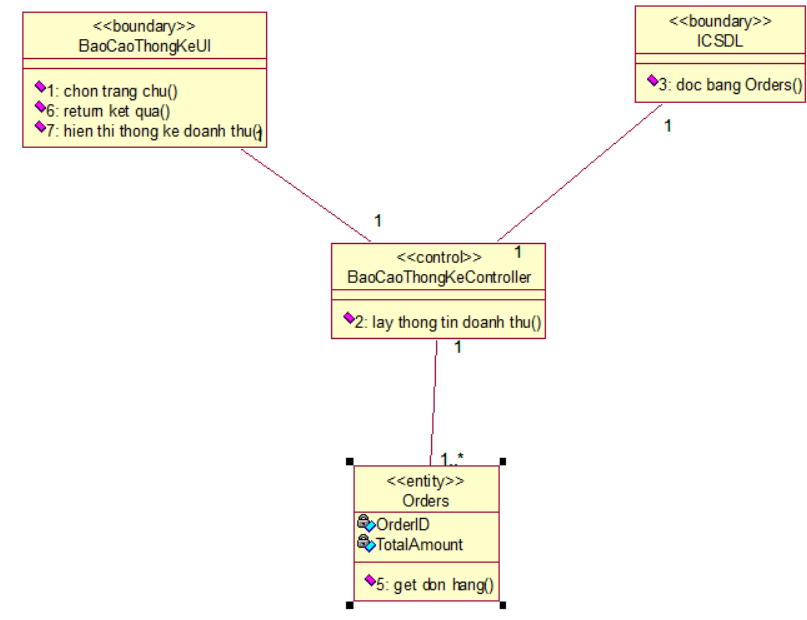 <<boundary>>
BaoCaoThongKeUI
1: chon trang chu()
6: return ket qua()
7: hien thi thong ke doanh thu()
1
<<boundary>>
ICSDL
3: doc bang Orders()
1
1
<<control>>
1
BaoCaoThongKeController
2: lay thong tin doanh thu()
1
1..*
<<entity>>
Orders
OrderID
TotalAmount
5: get don hang()